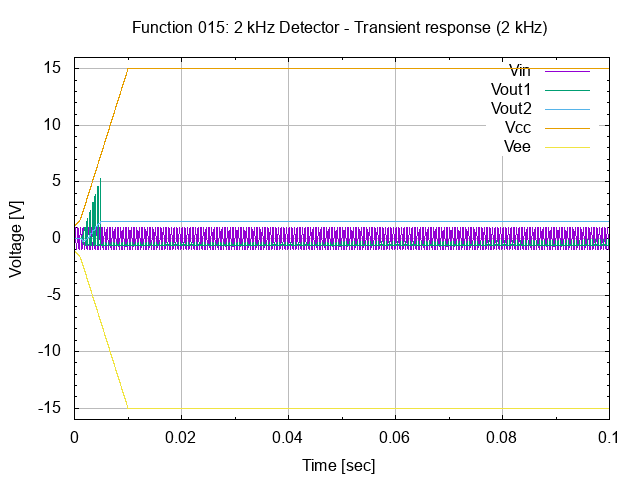 Function 015: 2 kHz Detector - Transient response (2 kHz)
Vin
Vout1
Vout2
Vcc
Vee
15
10
5
0
-5
-10
-15
Voltage [V]
0 0.02 0.04 0.06 0.08 0.1
Time [sec]